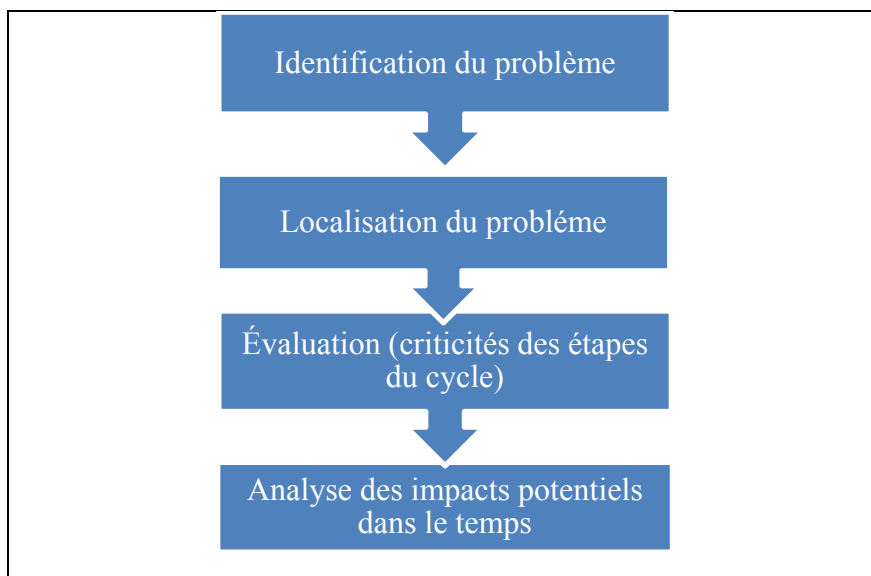 Identification du problème
Localisation du probléme
Évaluation (criticités des étapes
du cycle)
Analyse des impacts potentiels
dans le temps